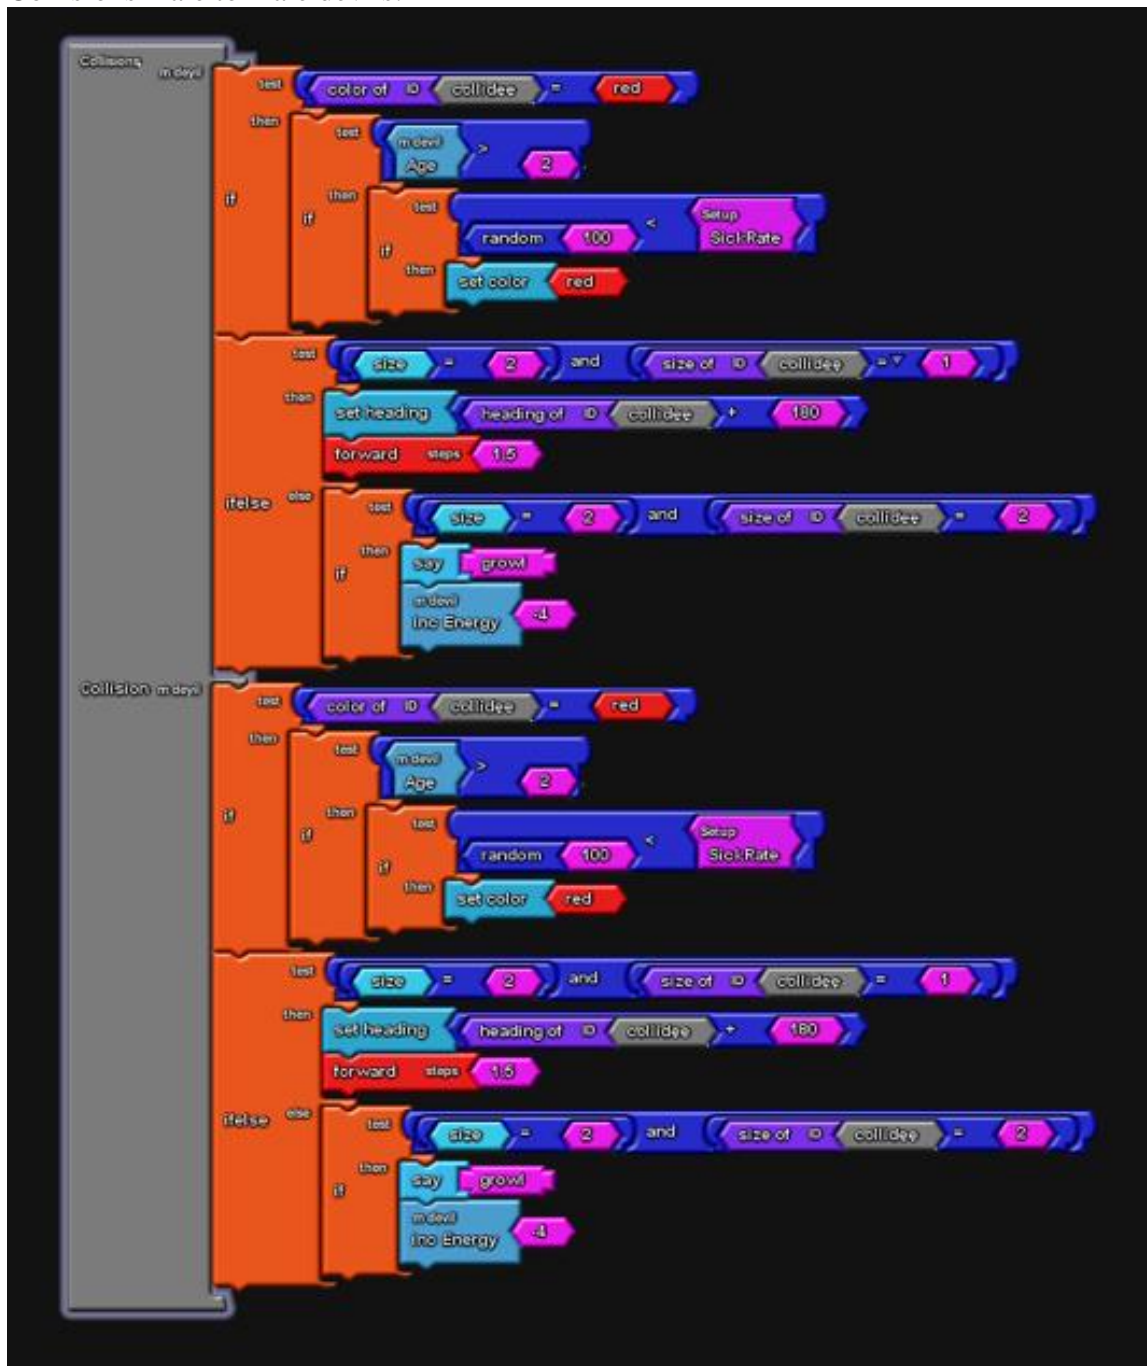 Collisions m devil
test color of ID collidee = red
then test m devil Age > 2
if if then test random 100 < Setup SickRate
if then set color red
test size = 2 and size of ID collidee = 1
then set heading heading of ID collidee + 180
forward steps 1.5
ifelse else test size = 2 and size of ID collidee = 2
if then say growl
m devil
inc Energy -4
Collision m devil
test color of ID collidee = red
then test m devil Age > 2
if if then test random 100 < Setup SickRate
if then set color red
test size = 2 and size of ID collidee = 1
then set heading heading of ID collidee + 180
forward steps 1.5
ifelse else test size = 2 and size of ID collidee = 2
if then say growl
m devil
inc Energy -4